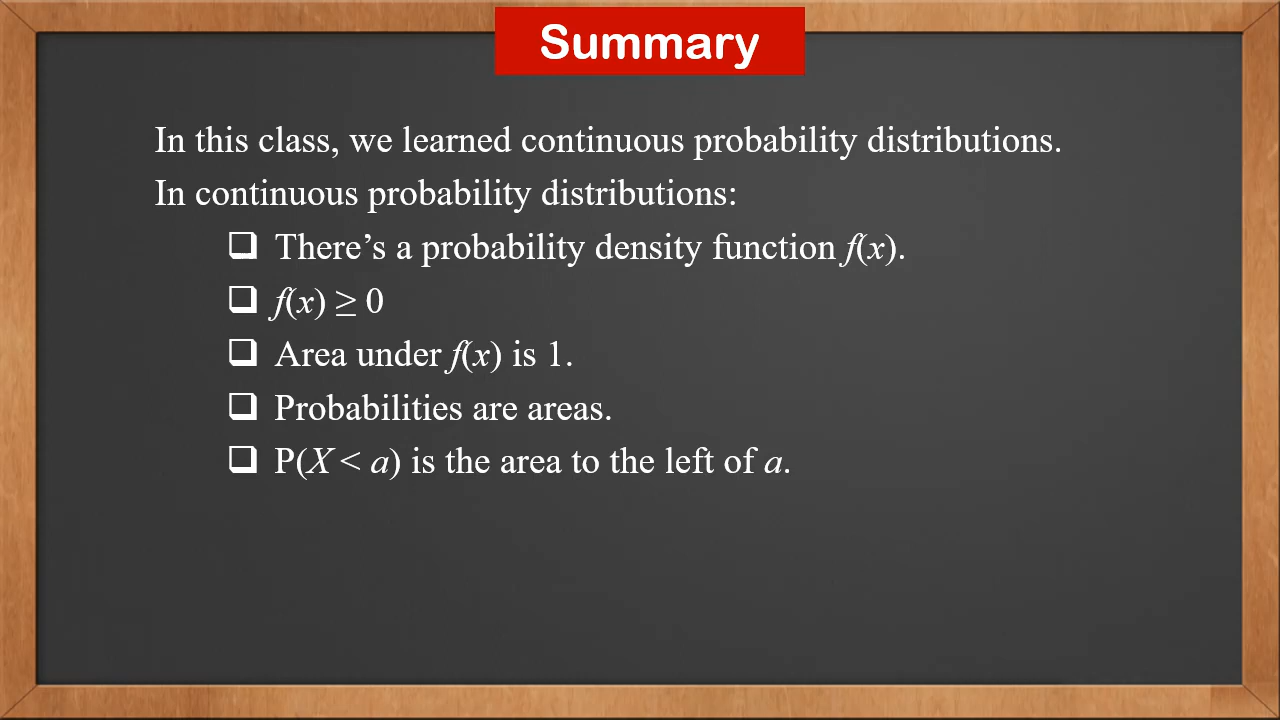 Summary
In this class, we learned continuous probability distributions.
In continuous probability distributions:
❑ There’s a probability density function f(x).
❑ f(x) ≥ 0
❑ Area under f(x) is 1.
❑ Probabilities are areas.
❑ P(X < a) is the area to the left of a.